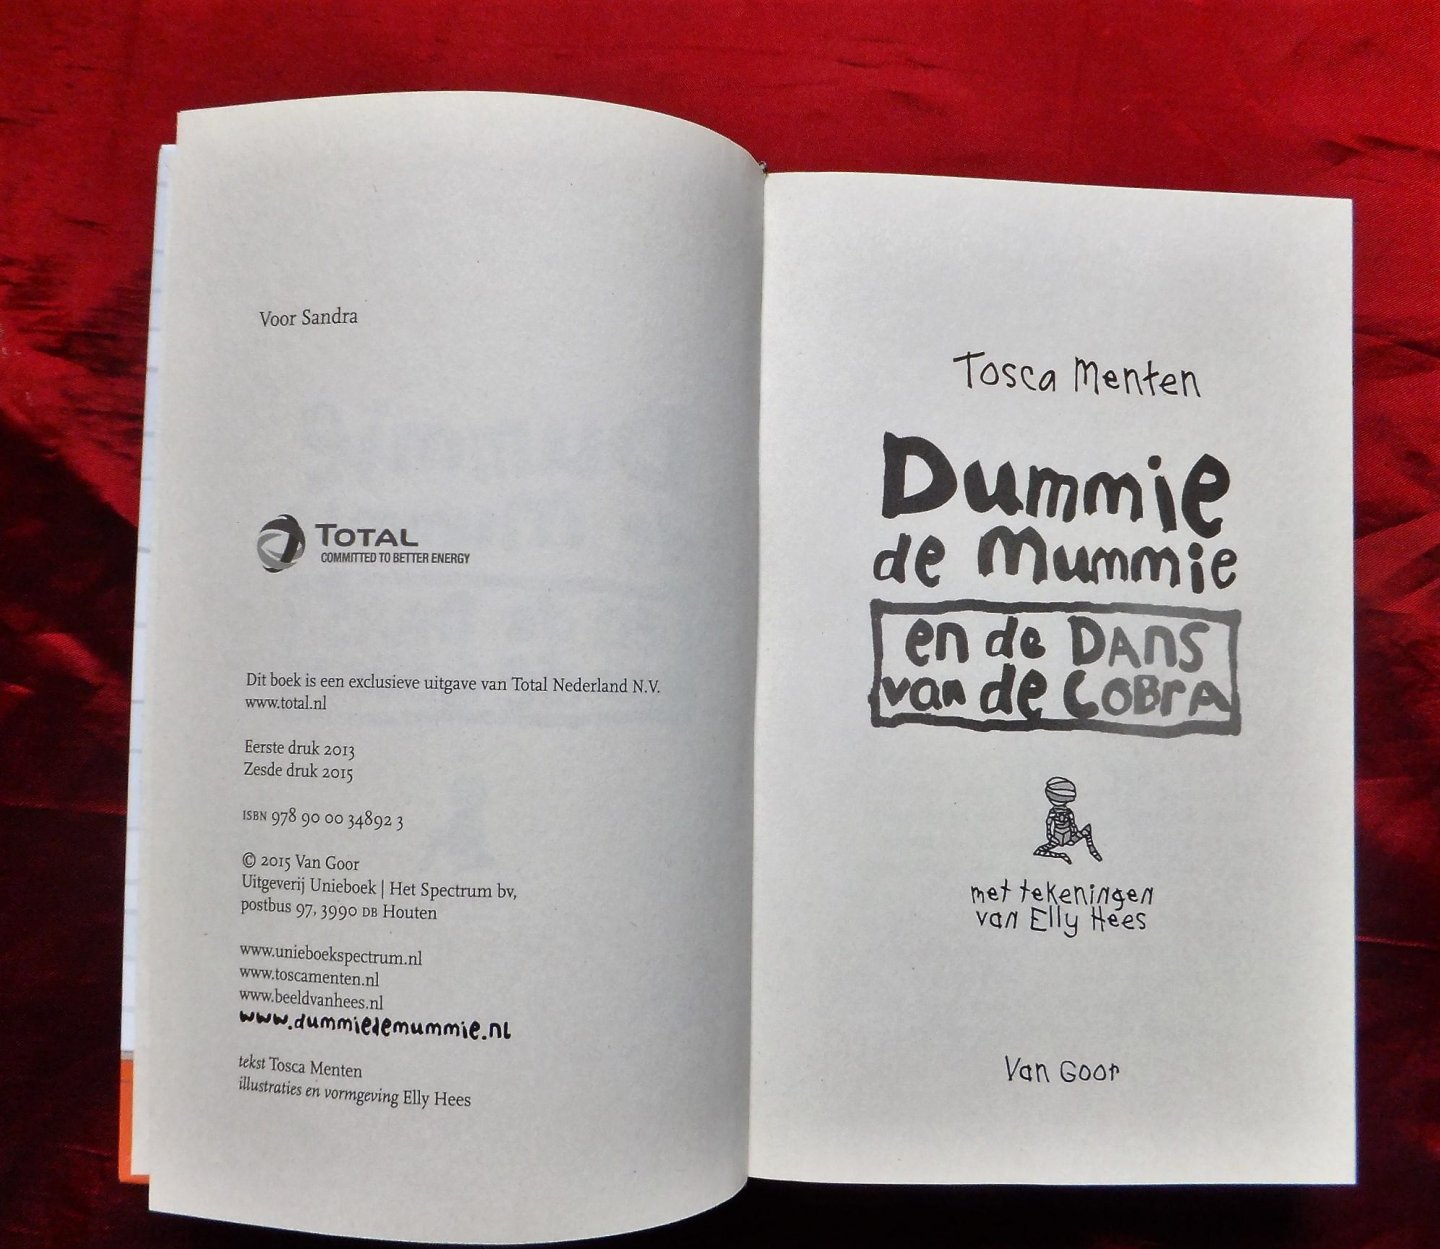 Voor Sandra
TOTAL
COMMITTED TO BETTER ENERGY
Dit boek is een exclusieve uitgave van Total Nederland N.V.
www.total.nl
Eerste druk 2013
Zesde druk 2015
ISBN 978 90 00 34892 3
© 2015 Van Goor
Uitgeverij Unieboek | Het Spectrum bv,
postbus 97, 3990 DB Houten
www.unieboekspectrum.nl
www.toscamenten.nl
www.beeldvanhees.nl
www.dummiedemummie.nl
tekst Tosca Menten
illustraties en vormgeving Elly Hees
Tosca Menten
Dummie
de Mummie
en de DAnS
van de CoBrA
met tekeningen
van Elly Hees
Van Goor